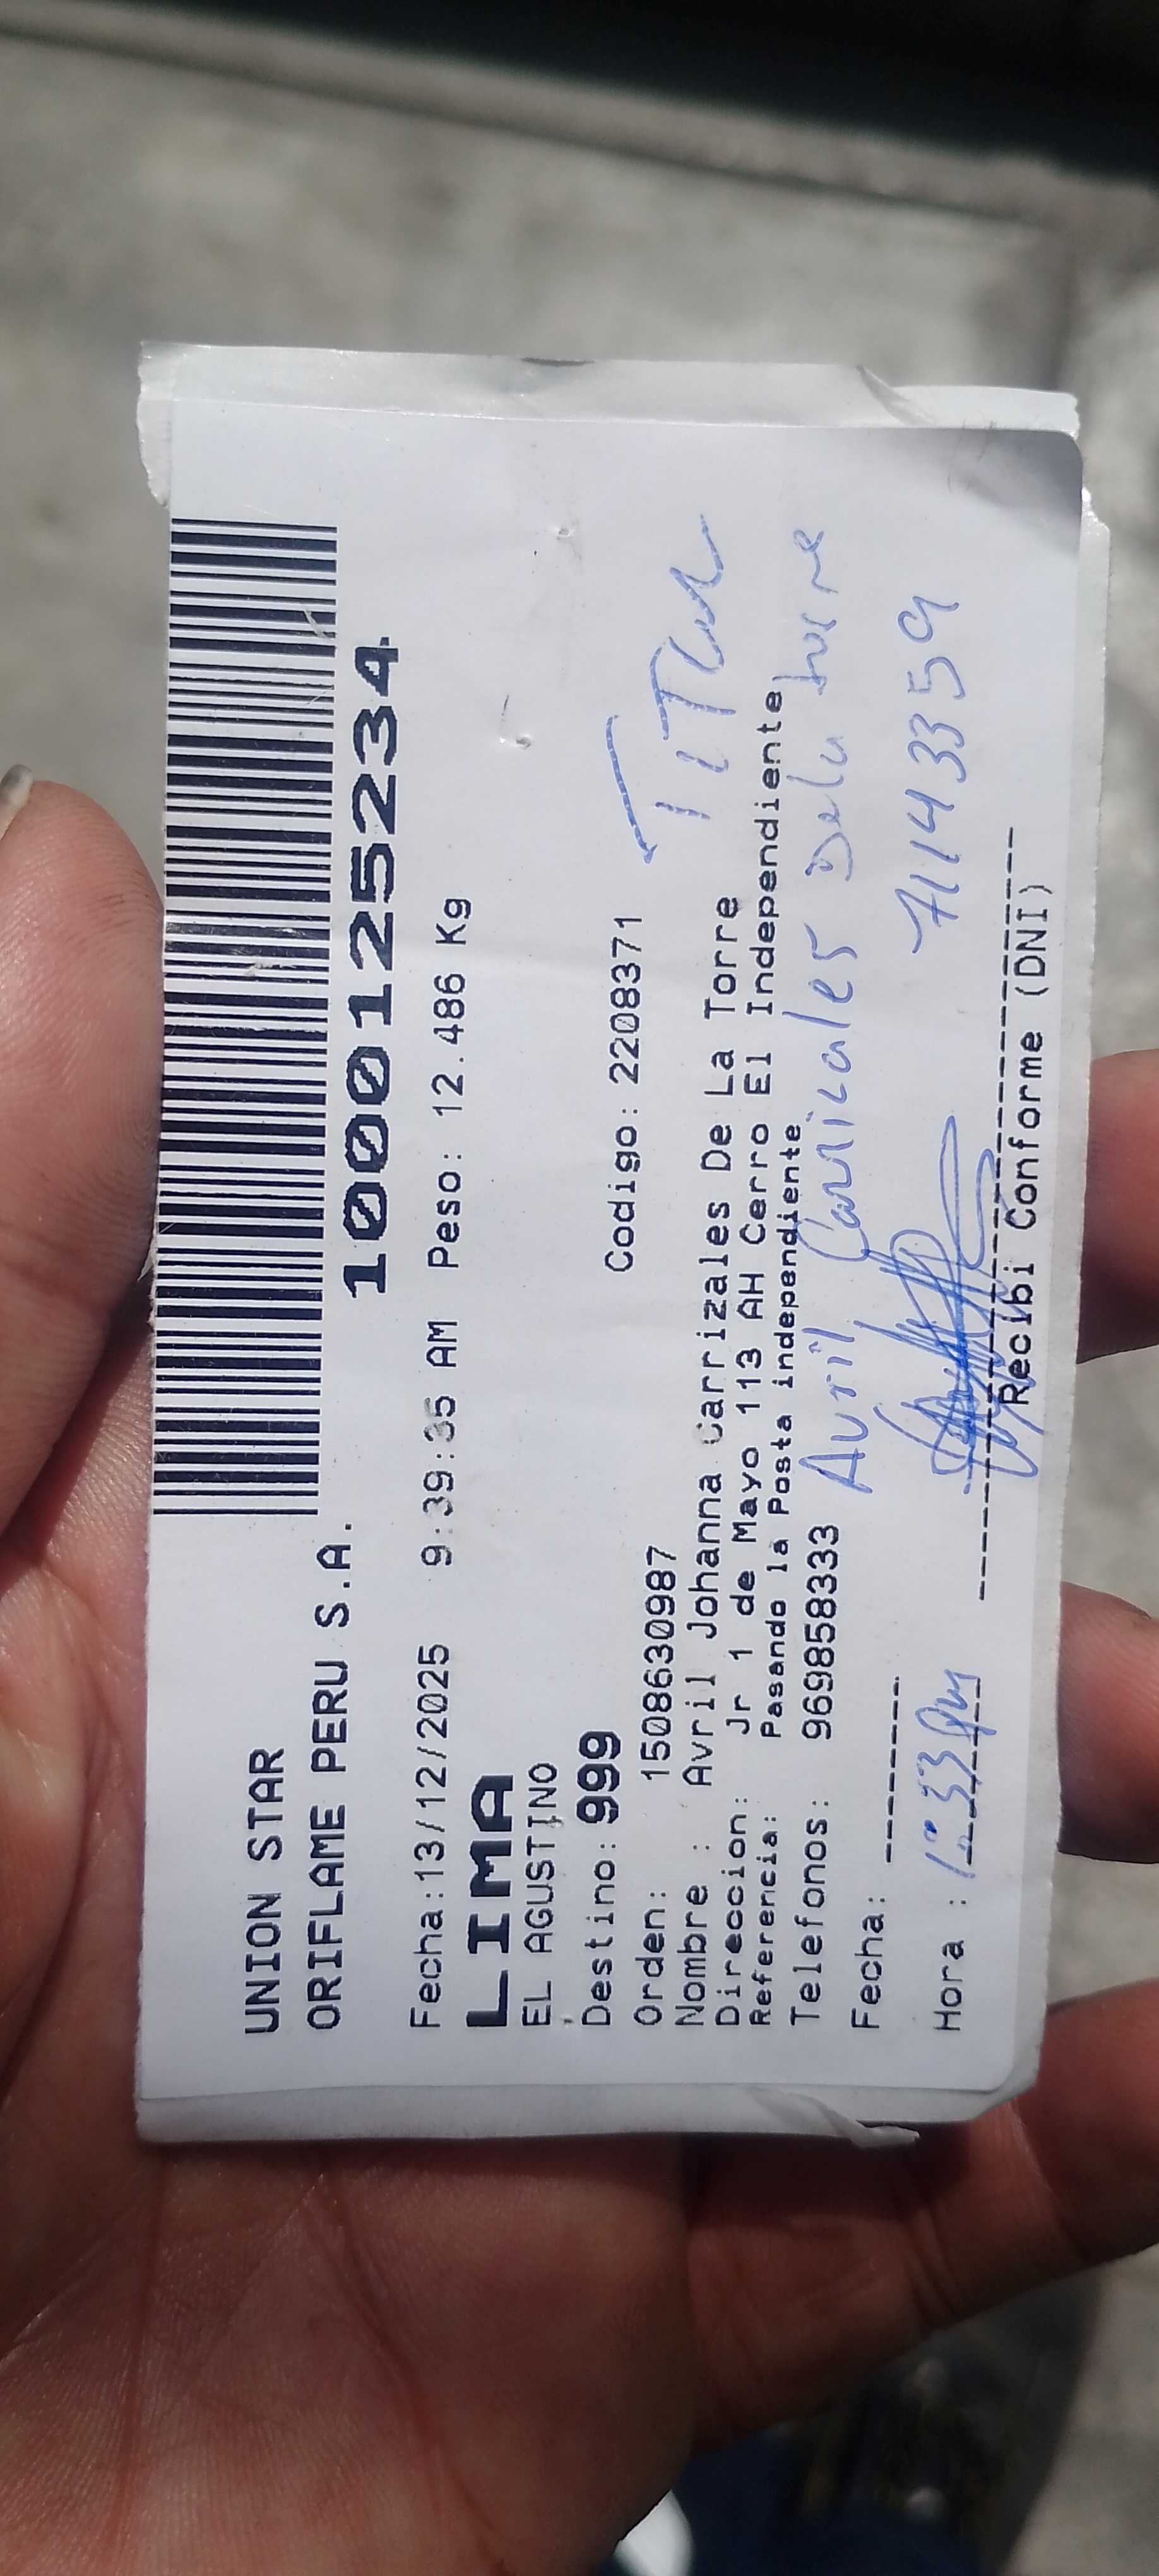 UNION STAR
ORIFLAME PERU S.A.
1000125234
Fecha:13/12/2025 9:39:35 AM Peso: 12.486 Kg
LIMA
EL AGUSTINO
Destino: 999
Orden: 1508630987 Codigo: 2208371
Nombre : Avril Johanna Carrizales De La Torre
Direccion: Jr 1 de Mayo 113 AH Cerro El Independiente
Referencia: Pasando la Posta independiente
Telefonos: 969858333
TiTular
Avril Carrizales De la torre
Fecha: --------
71143359
Hora : 1:33 pm
Recibi Conforme (DNI)